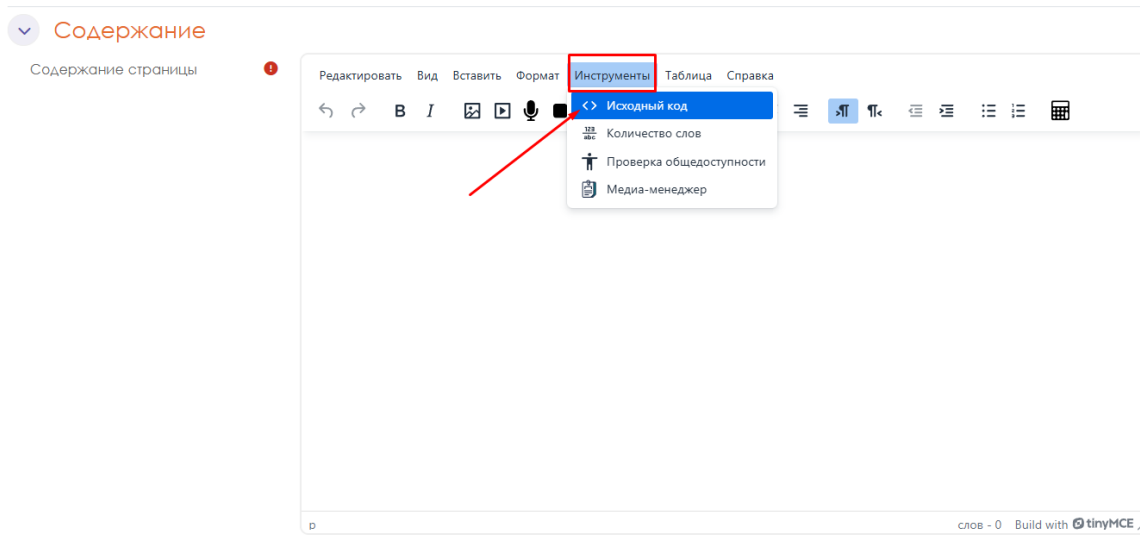 Содержание
Содержание страницы
Редактировать Вид Вставить Формат Инструменты Таблица Справка
Исходный код
Количество слов
Проверка общедоступности
Медиа-менеджер
p
слов - 0 Build with tinyMCE